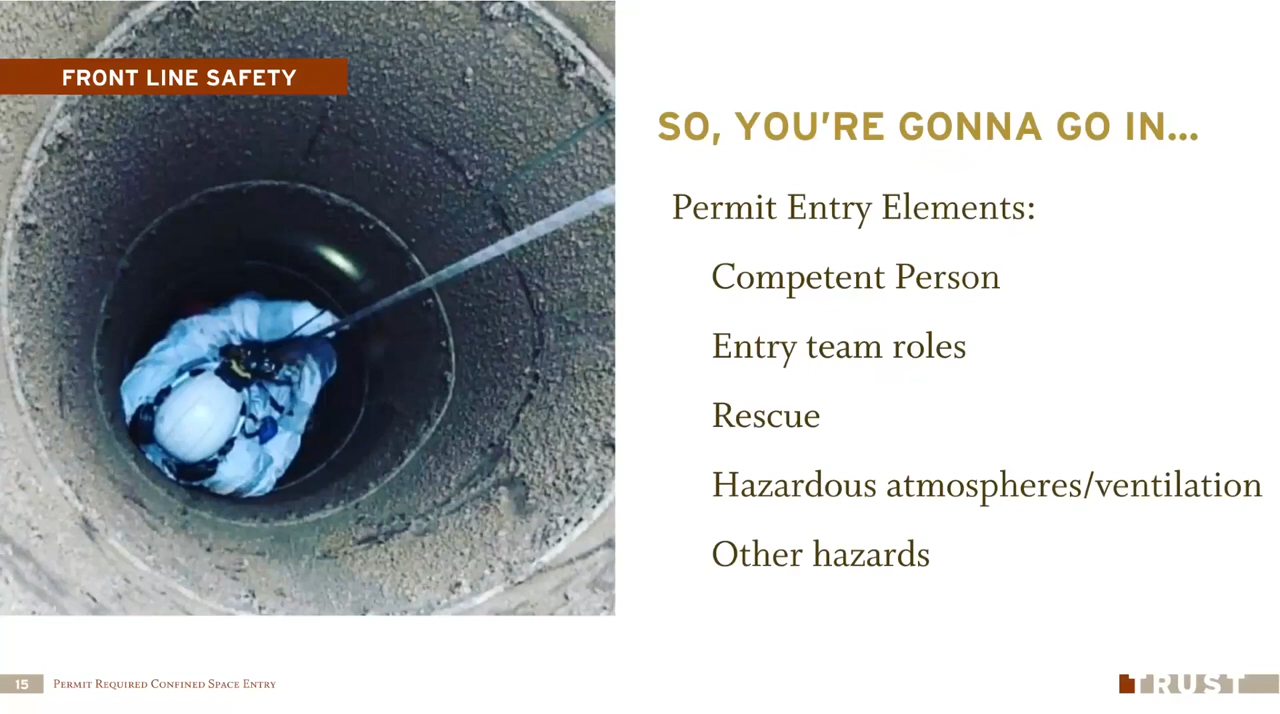 FRONT LINE SAFETY
SO, YOU'RE GONNA GO IN...
Permit Entry Elements:
Competent Person
Entry team roles
Rescue
Hazardous atmospheres/ventilation
Other hazards
15 PERMIT REQUIRED CONFINED SPACE ENTRY
TRUST